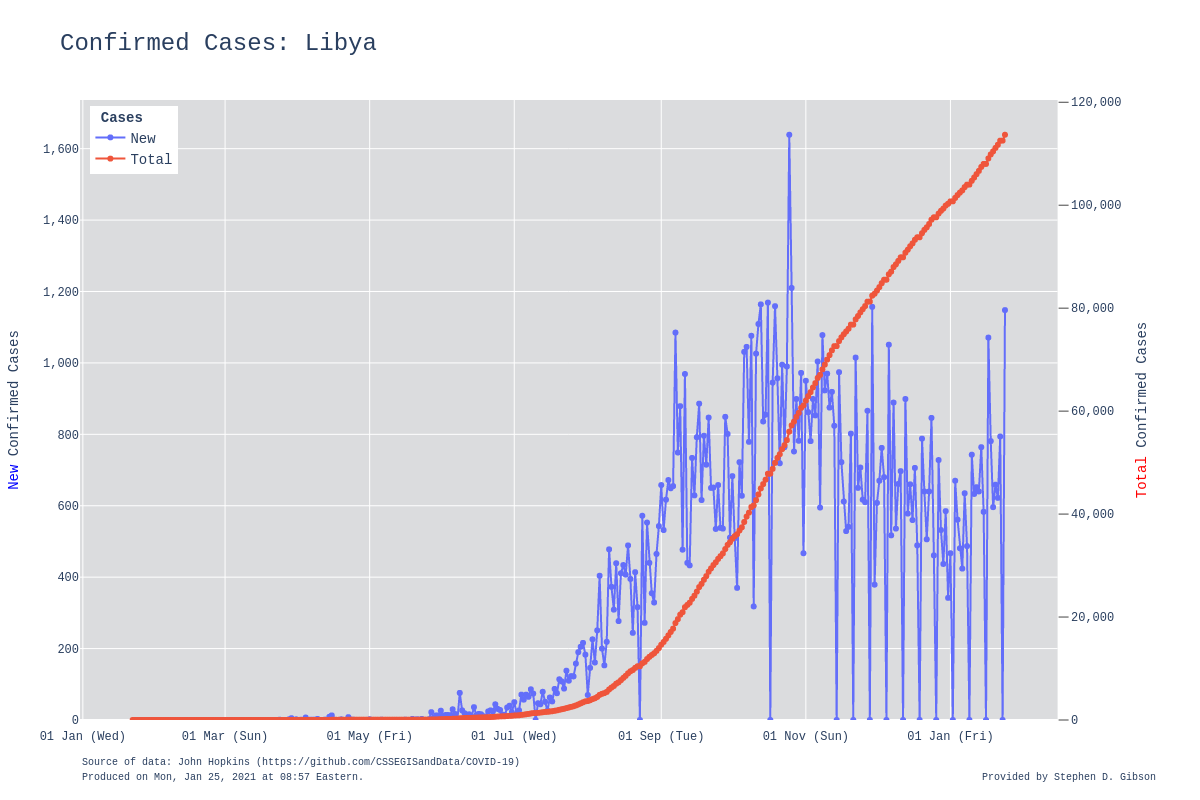 Confirmed Cases: Libya
Cases
New
Total
1,600
1,400
1,200
1,000
800
600
400
200
0
120,000
100,000
80,000
60,000
40,000
20,000
0
New Confirmed Cases
Total Confirmed Cases
01 Jan (Wed) 01 Mar (Sun) 01 May (Fri) 01 Jul (Wed) 01 Sep (Tue) 01 Nov (Sun) 01 Jan (Fri)
Source of data: John Hopkins (https://github.com/CSSEGISandData/COVID-19)
Produced on Mon, Jan 25, 2021 at 08:57 Eastern.
Provided by Stephen D. Gibson